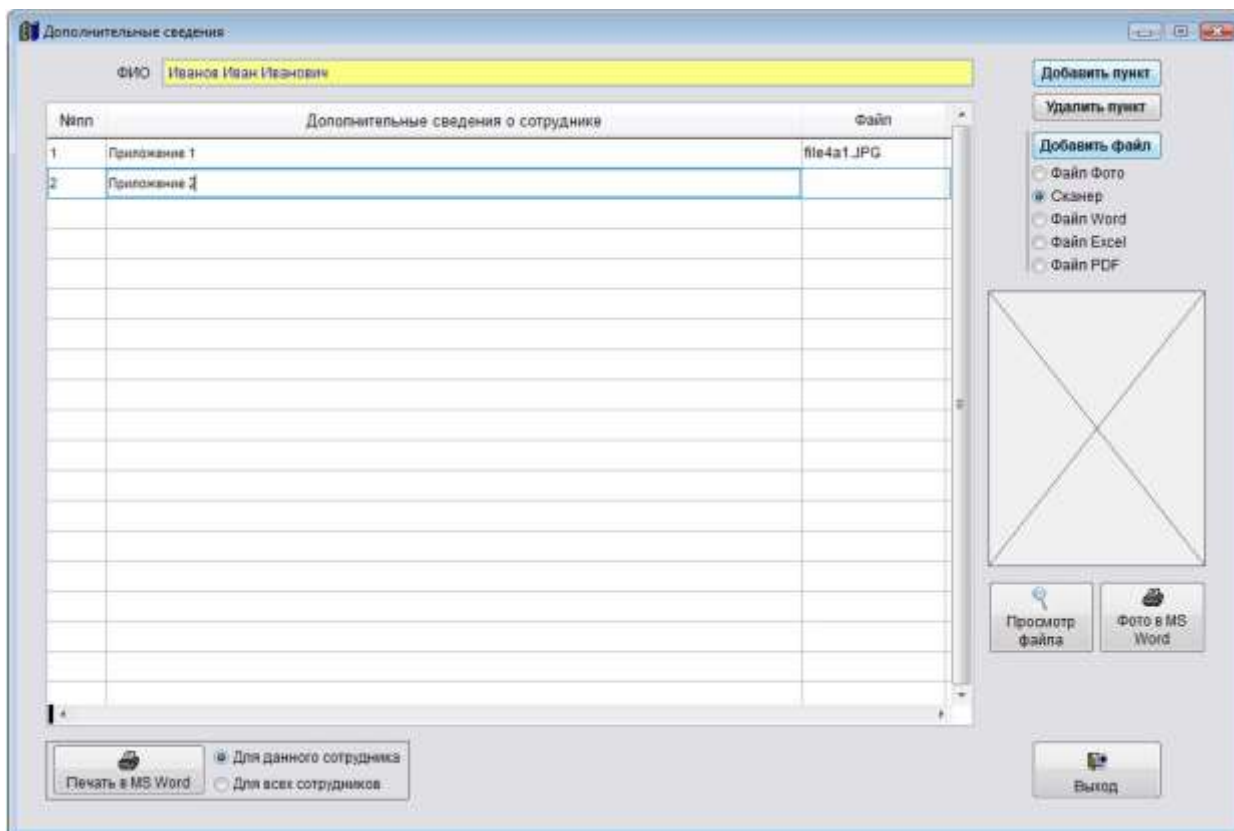 Дополнительные сведения
ФИО Иванов Иван Иванович
Добавить пункт
Удалить пункт
№пп Дополнительные сведения о сотруднике Файл
1 Приложение 1 file4a1.JPG
2 Приложение 2
Добавить файл
Файл Фото
Сканер
Файл Word
Файл Excel
Файл PDF
Просмотр файла
Фото в MS Word
Печать в MS Word
Для данного сотрудника
Для всех сотрудников
Выход